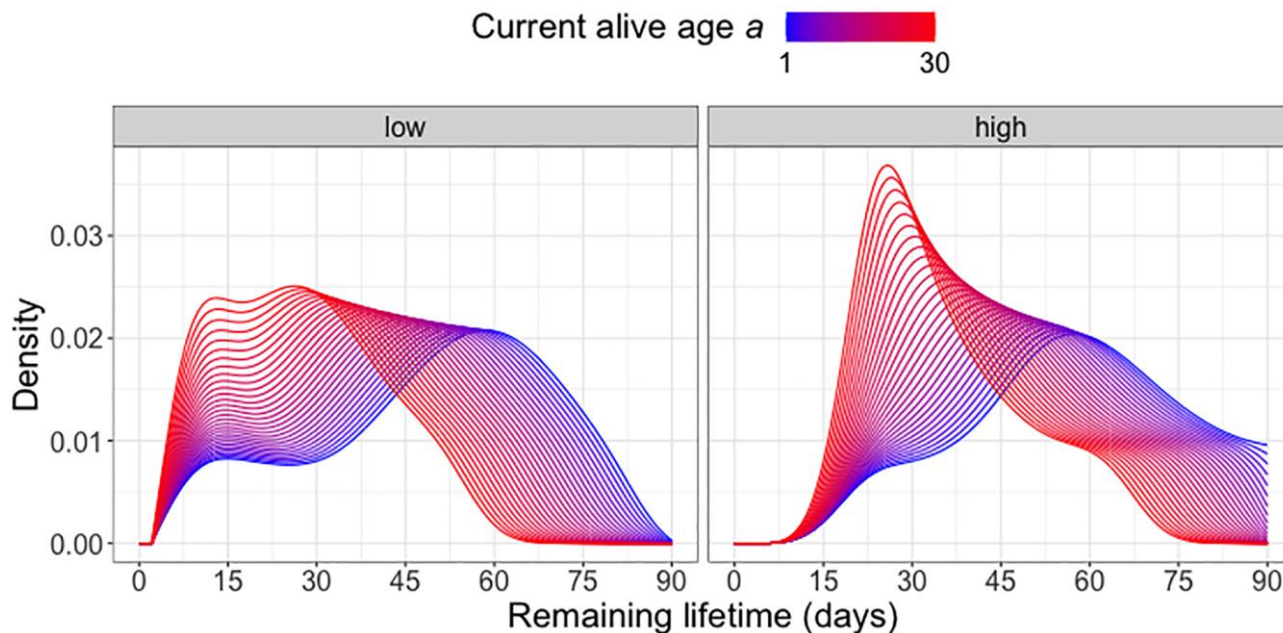 Current alive age a
1 30
low high
0.03
0.02
0.01
0.00
Density
0 15 30 45 60 75 90 0 15 30 45 60 75 90
Remaining lifetime (days)